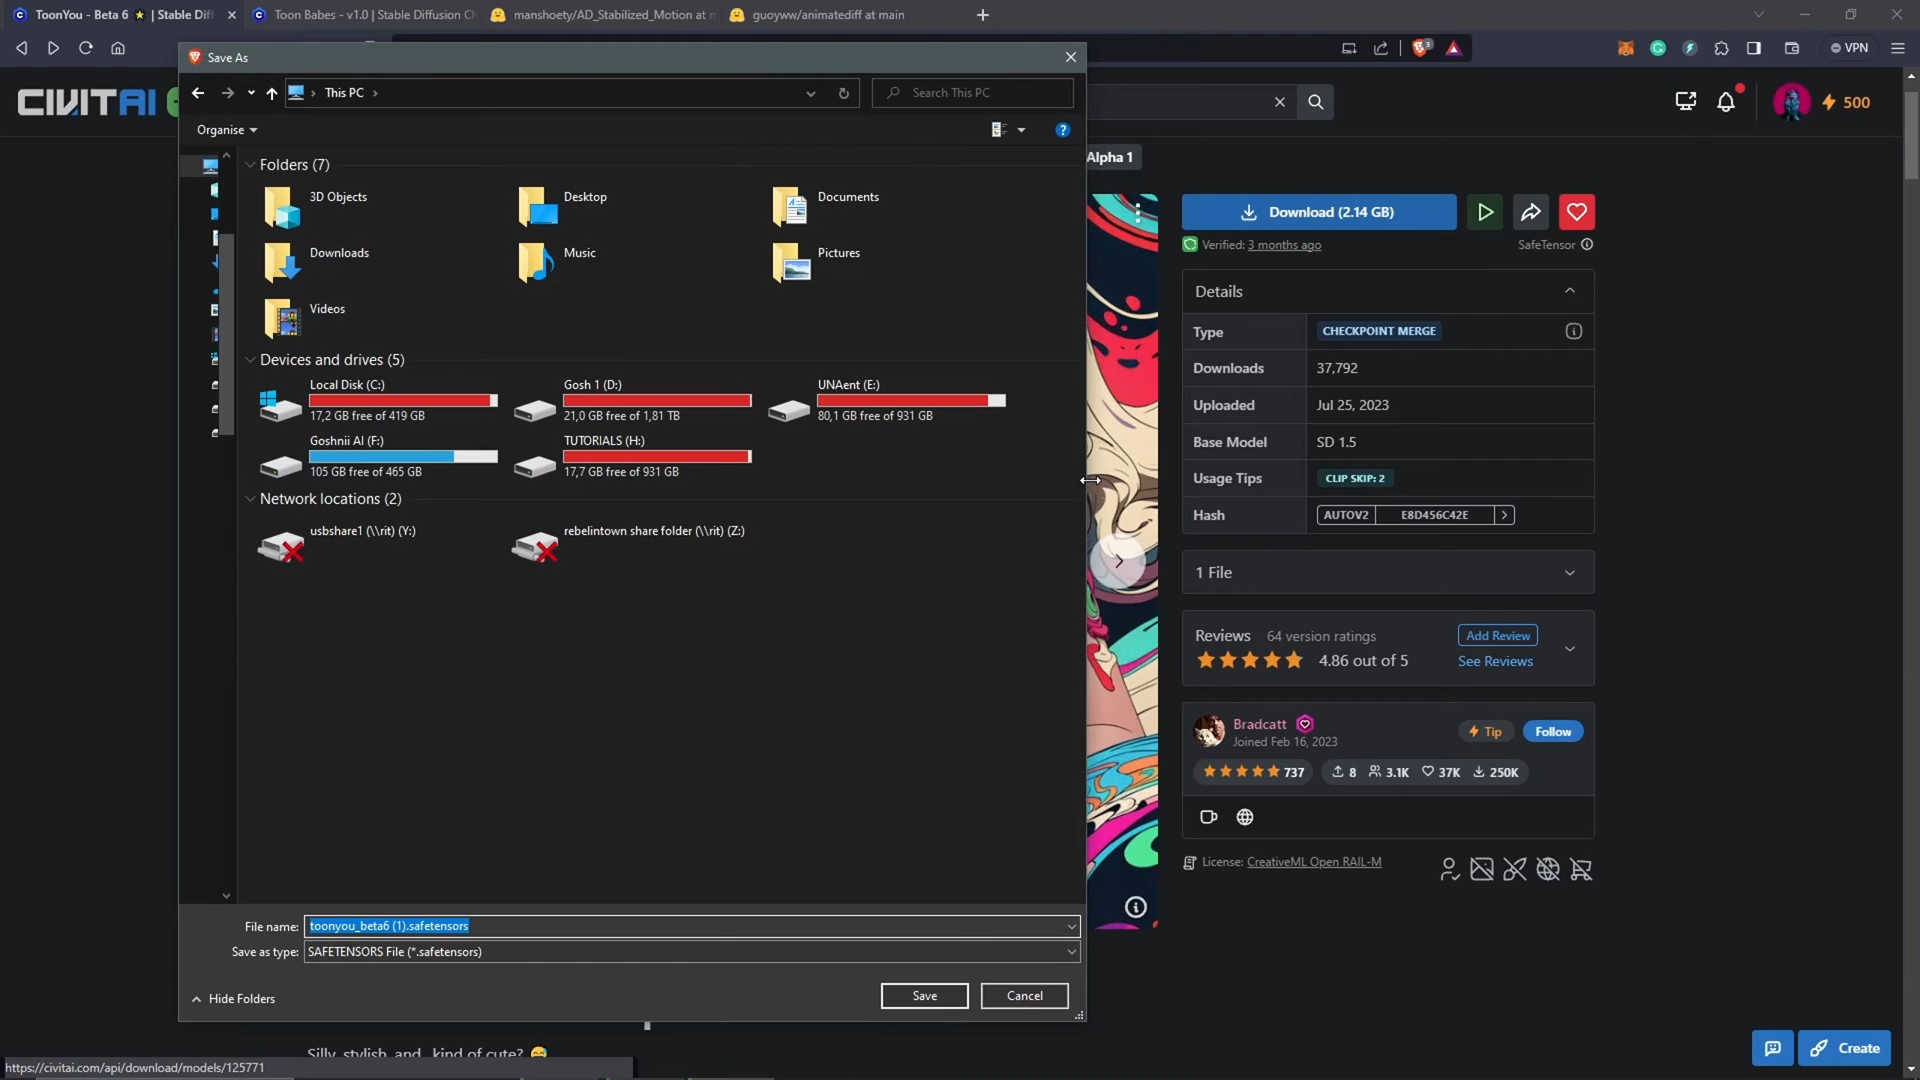 ToonYou - Beta 6 ⭐ | Stable Dif
Toon Babes - v1.0 | Stable Diffusion Ch
manshoety/AD_Stabilized_Motion at m
guoyww/animatediff at main
VPN
Save As
This PC
Search This PC
Organise
CIVITAI
500
Alpha 1
Folders (7)
3D Objects
Desktop
Documents
Downloads
Music
Pictures
Videos
Devices and drives (5)
Local Disk (C:)
17,2 GB free of 419 GB
Gosh 1 (D:)
21,0 GB free of 1,81 TB
UNAent (E:)
80,1 GB free of 931 GB
Goshnii AI (F:)
105 GB free of 465 GB
TUTORIALS (H:)
17,7 GB free of 931 GB
Network locations (2)
usbshare1 (\\rit) (Y:)
rebelintown share folder (\\rit) (Z:)
File name: toonyou_beta6 (1).safetensors
Save as type: SAFETENSORS File (*.safetensors)
Hide Folders
Save
Cancel
Download (2.14 GB)
Verified: 3 months ago
SafeTensor
Details
Type CHECKPOINT MERGE
Downloads 37,792
Uploaded Jul 25, 2023
Base Model SD 1.5
Usage Tips CLIP SKIP: 2
Hash AUTOV2 E8D456C42E
1 File
Reviews 64 version ratings
Add Review
4.86 out of 5
See Reviews
Bradcatt
Joined Feb 16, 2023
Tip
Follow
737
8 3.1K 37K 250K
License: CreativeML Open RAIL-M
Silly, stylish, and.. kind of cute? 😅
https://civitai.com/api/download/models/125771
Create